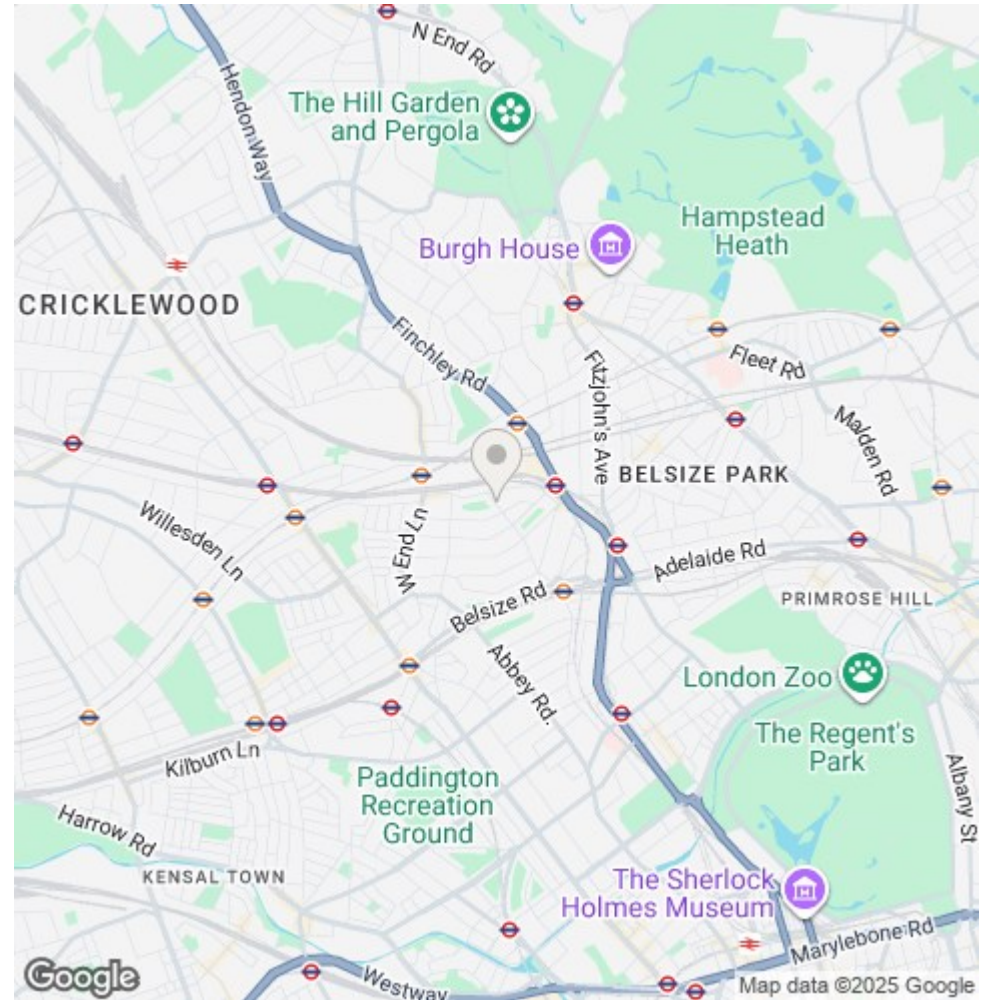 N End Rd
Hendon Way
The Hill Garden
and Pergola
Hampstead
Heath
Burgh House
CRICKLEWOOD
Finchley Rd
Fitzjohn's Ave
Fleet Rd
Malden Rd
BELSIZE PARK
Willesden Ln
W End Ln
Adelaide Rd
Belsize Rd
PRIMROSE HILL
Abbey Rd.
London Zoo
The Regent's
Park
Kilburn Ln
Albany St
Paddington
Recreation
Ground
Harrow Rd
KENSAL TOWN
The Sherlock
Holmes Museum
Marylebone Rd
Westway
Google
Map data ©2025 Google